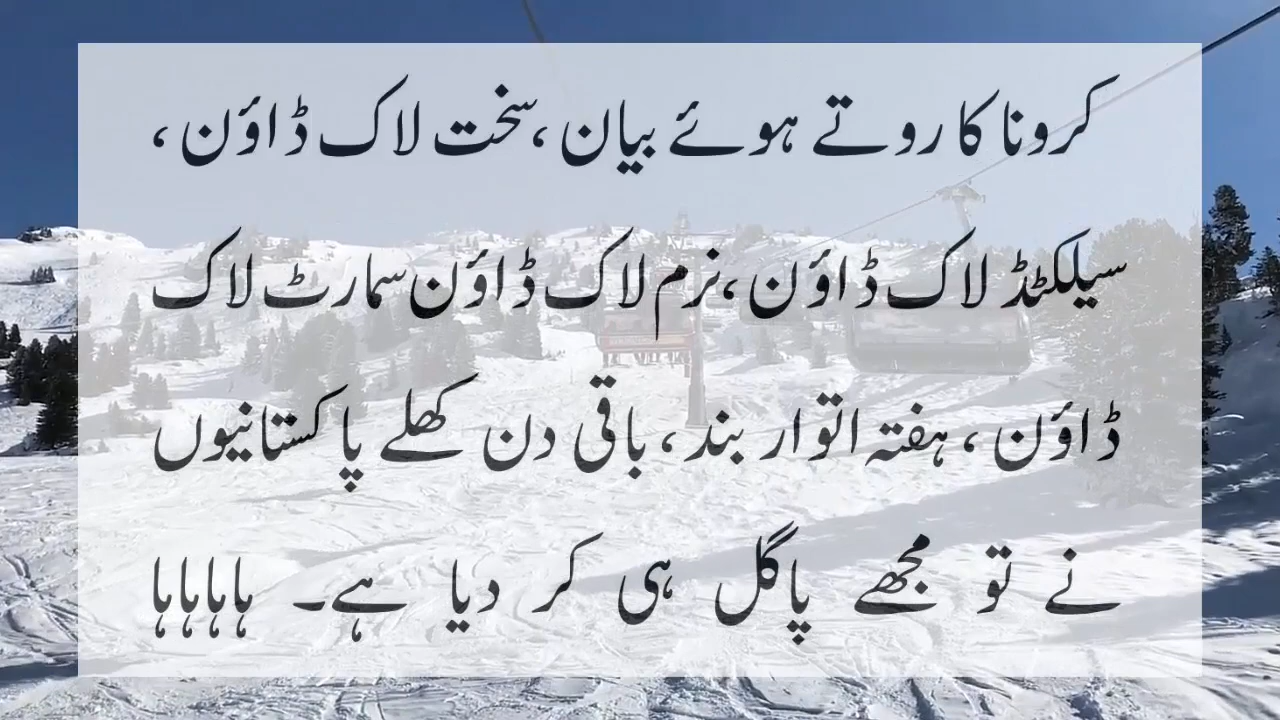 کرونا کا روتے ہوئے بیان ،سخت لاک ڈاؤن ،
سیلکٹڈ لاک ڈاؤن ،نرم لاک ڈاؤن سمارٹ لاک
ڈاؤن ، ہفتہ اتوار بند ، باقی دن کھلے پاکستانیوں
نے تو مجھے پاگل ہی کر دیا ہے۔ ہاہاہاہا